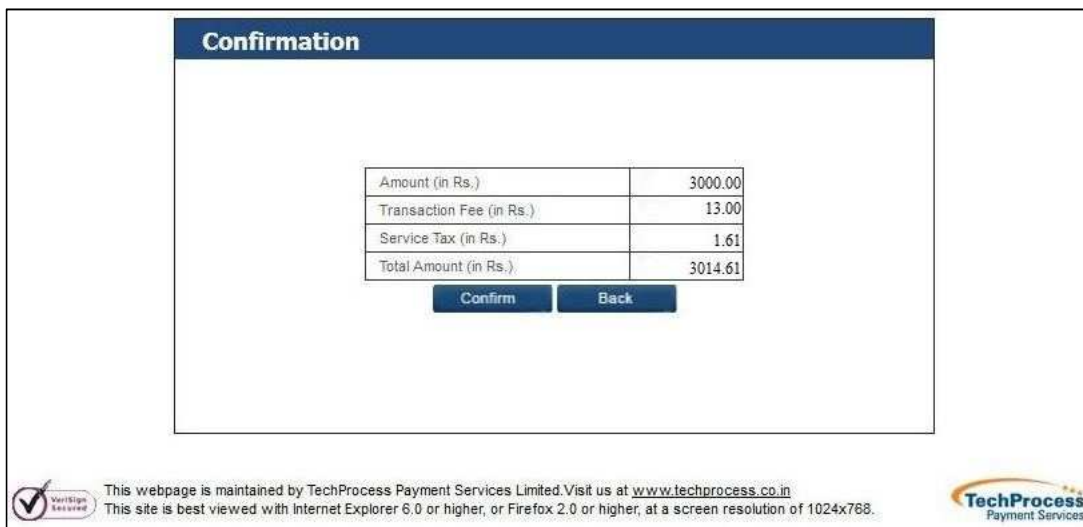 Confirmation
Amount (in Rs.) 3000.00
Transaction Fee (in Rs.) 13.00
Service Tax (in Rs.) 1.61
Total Amount (in Rs.) 3014.61
Confirm Back
VeriSign Secured
This webpage is maintained by TechProcess Payment Services Limited.Visit us at www.techprocess.co.in
This site is best viewed with Internet Explorer 6.0 or higher, or Firefox 2.0 or higher, at a screen resolution of 1024x768.
TechProcess
Payment Services